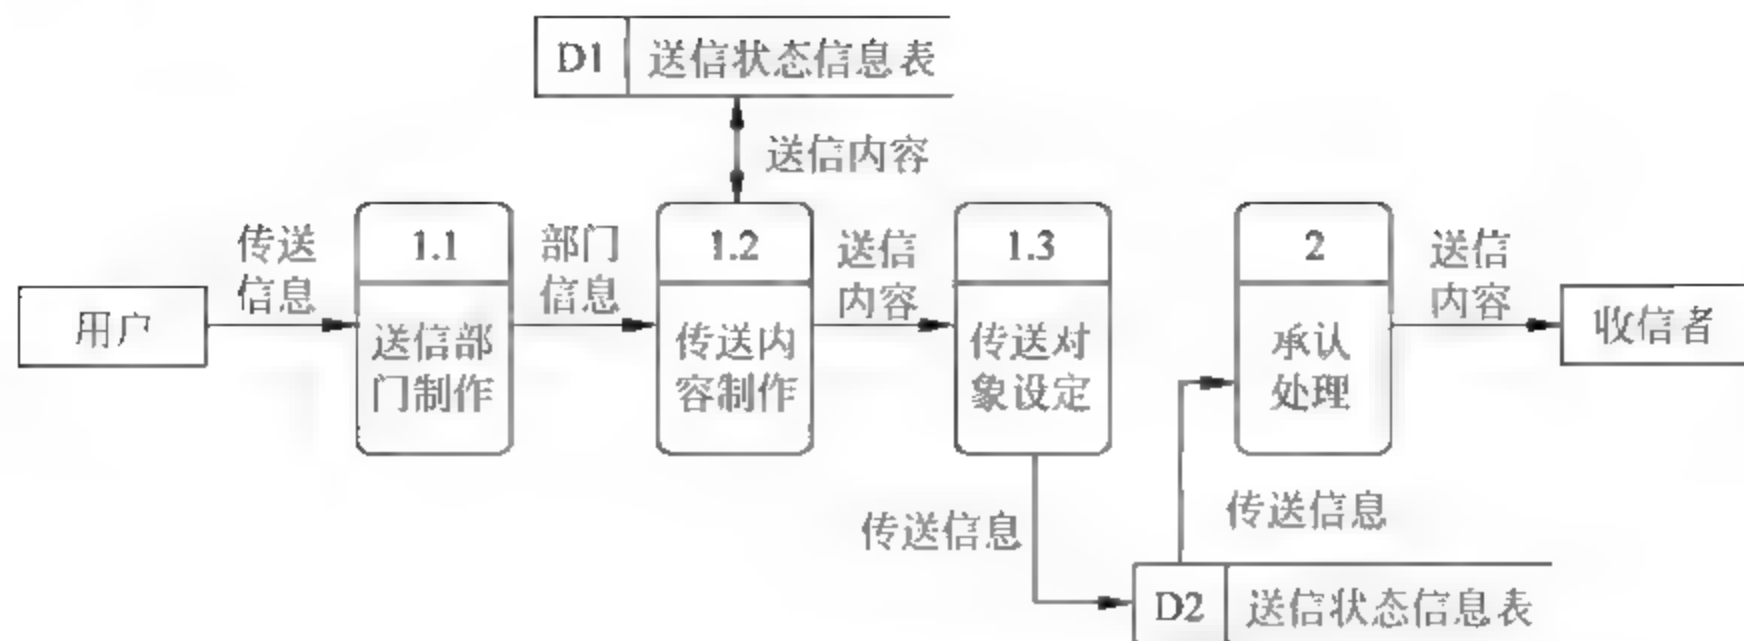 D1 送信状态信息表
送信内容
传送
信息
部门
信息
送信
内容
送信
内容
用户
1.1
送信部
门制作
1.2
传送内
容制作
1.3
传送对
象设定
2
承认
处理
收信者
传送信息
传送信息
D2 送信状态信息表